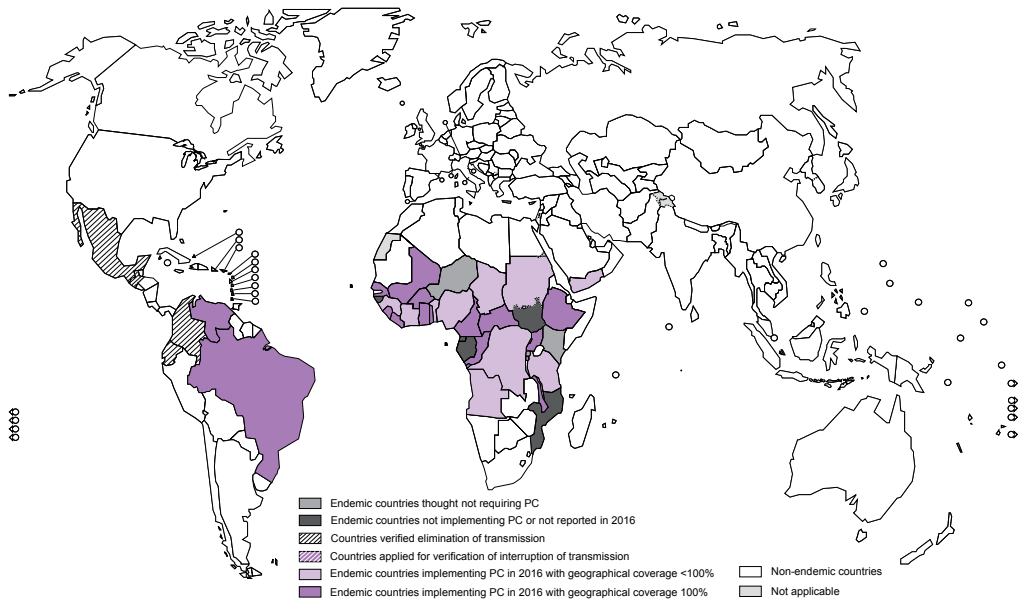 Endemic countries thought not requiring PC
Endemic countries not implementing PC or not reported in 2016
Countries verified elimination of transmission
Countries applied for verification of interruption of transmission
Endemic countries implementing PC in 2016 with geographical coverage <100%
Endemic countries implementing PC in 2016 with geographical coverage 100%
Non-endemic countries
Not applicable